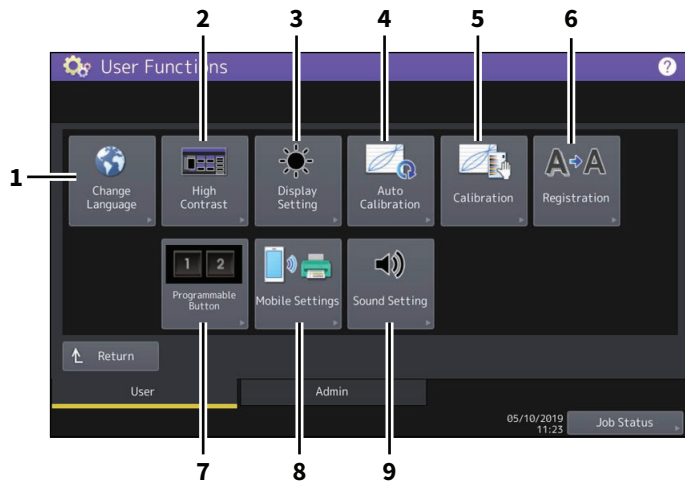 2 3 4 5 6
User Functions ?
1
Change
Language
High
Contrast
Display
Setting
Auto
Calibration
Calibration
A A
Registration
1 2
Programmable
Button
Mobile Settings
Sound Setting
Return
User Admin
05/10/2019
11:23
Job Status
7 8 9